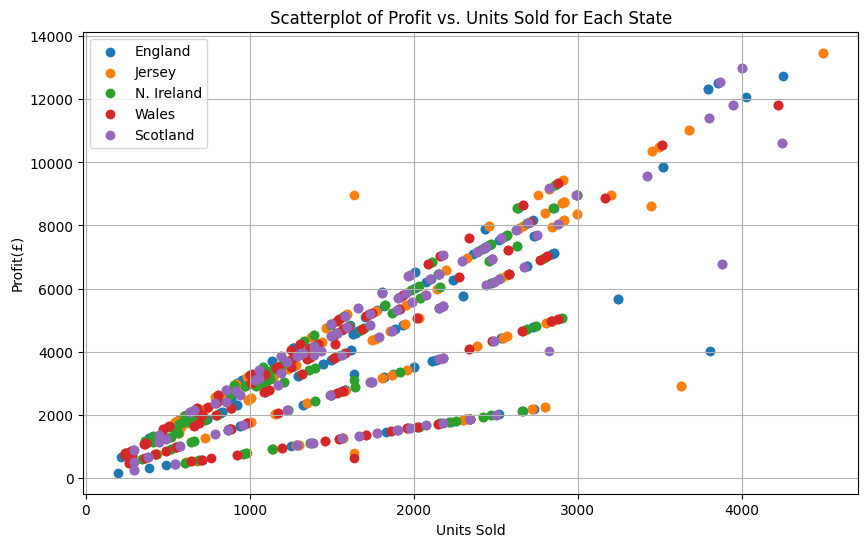 Scatterplot of Profit vs. Units Sold for Each State
14000
12000
10000
8000
6000
4000
2000
0
Profit(£)
England
Jersey
N. Ireland
Wales
Scotland
0 1000 2000 3000 4000
Units Sold